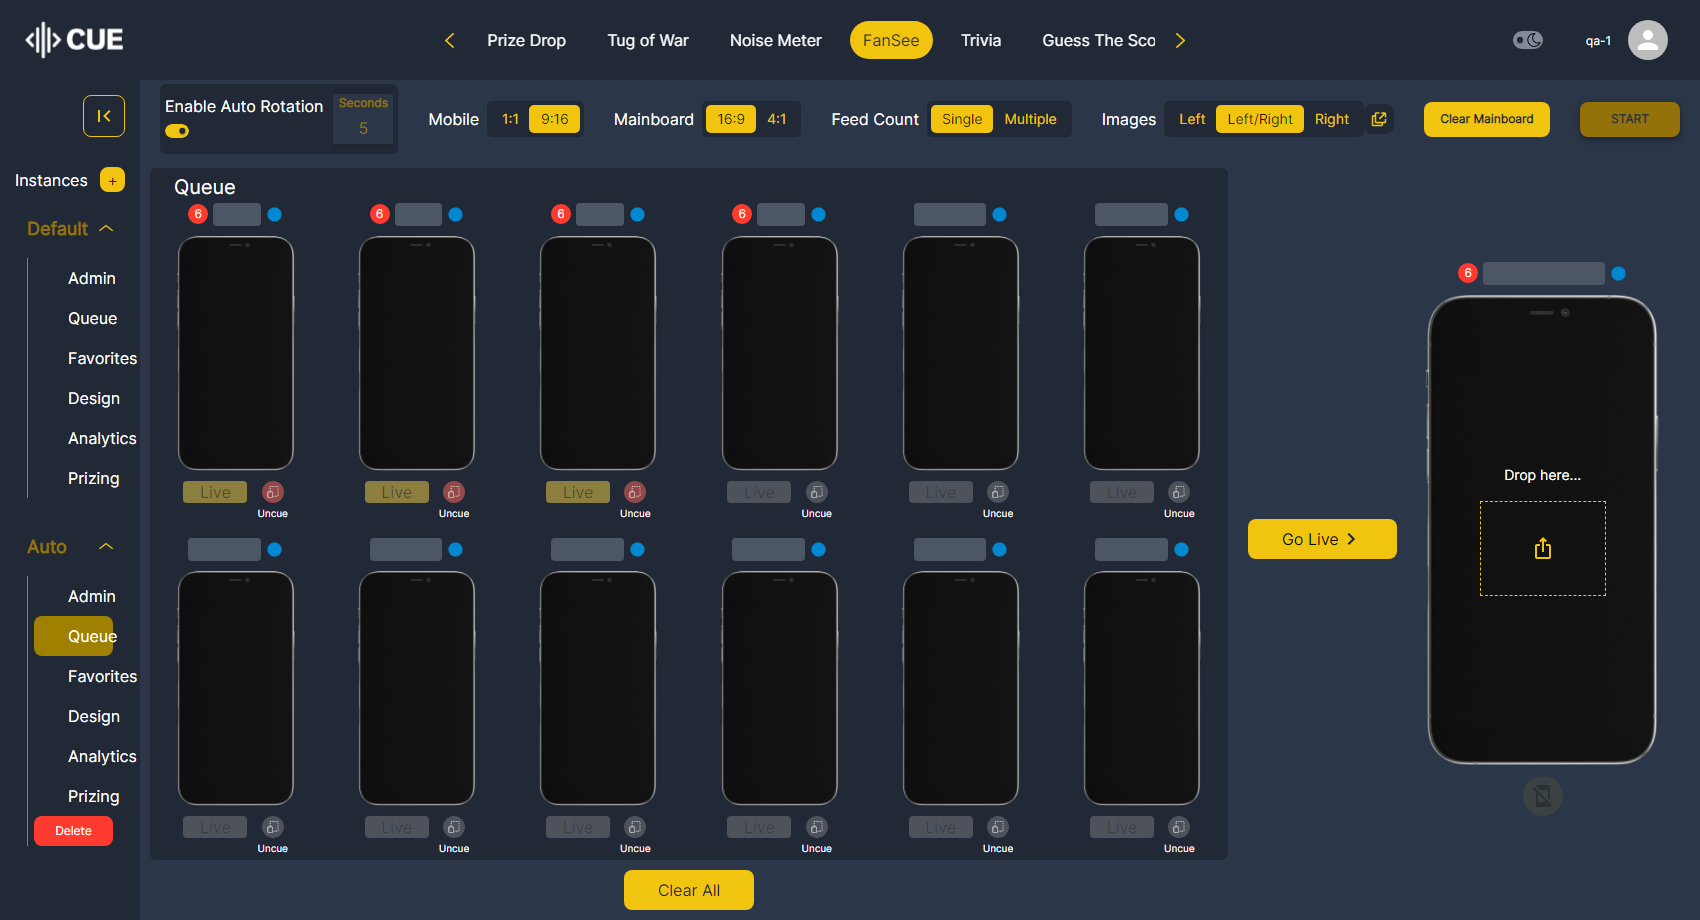 CUE
Prize Drop
Tug of War
Noise Meter
FanSee
Trivia
Guess The Sco
qa-1
Enable Auto Rotation
Seconds
5
Mobile
1:1
9:16
Mainboard
16:9
4:1
Feed Count
Single
Multiple
Images
Left
Left/Right
Right
Clear Mainboard
START
Instances
+
Default
Admin
Queue
Favorites
Design
Analytics
Prizing
Auto
Admin
Queue
Favorites
Design
Analytics
Prizing
Delete
Queue
6
6
6
6
Live
Live
Live
Live
Live
Live
Uncue
Uncue
Uncue
Uncue
Uncue
Uncue
Live
Live
Live
Live
Live
Live
Uncue
Uncue
Uncue
Uncue
Uncue
Uncue
Clear All
Go Live
6
Drop here...